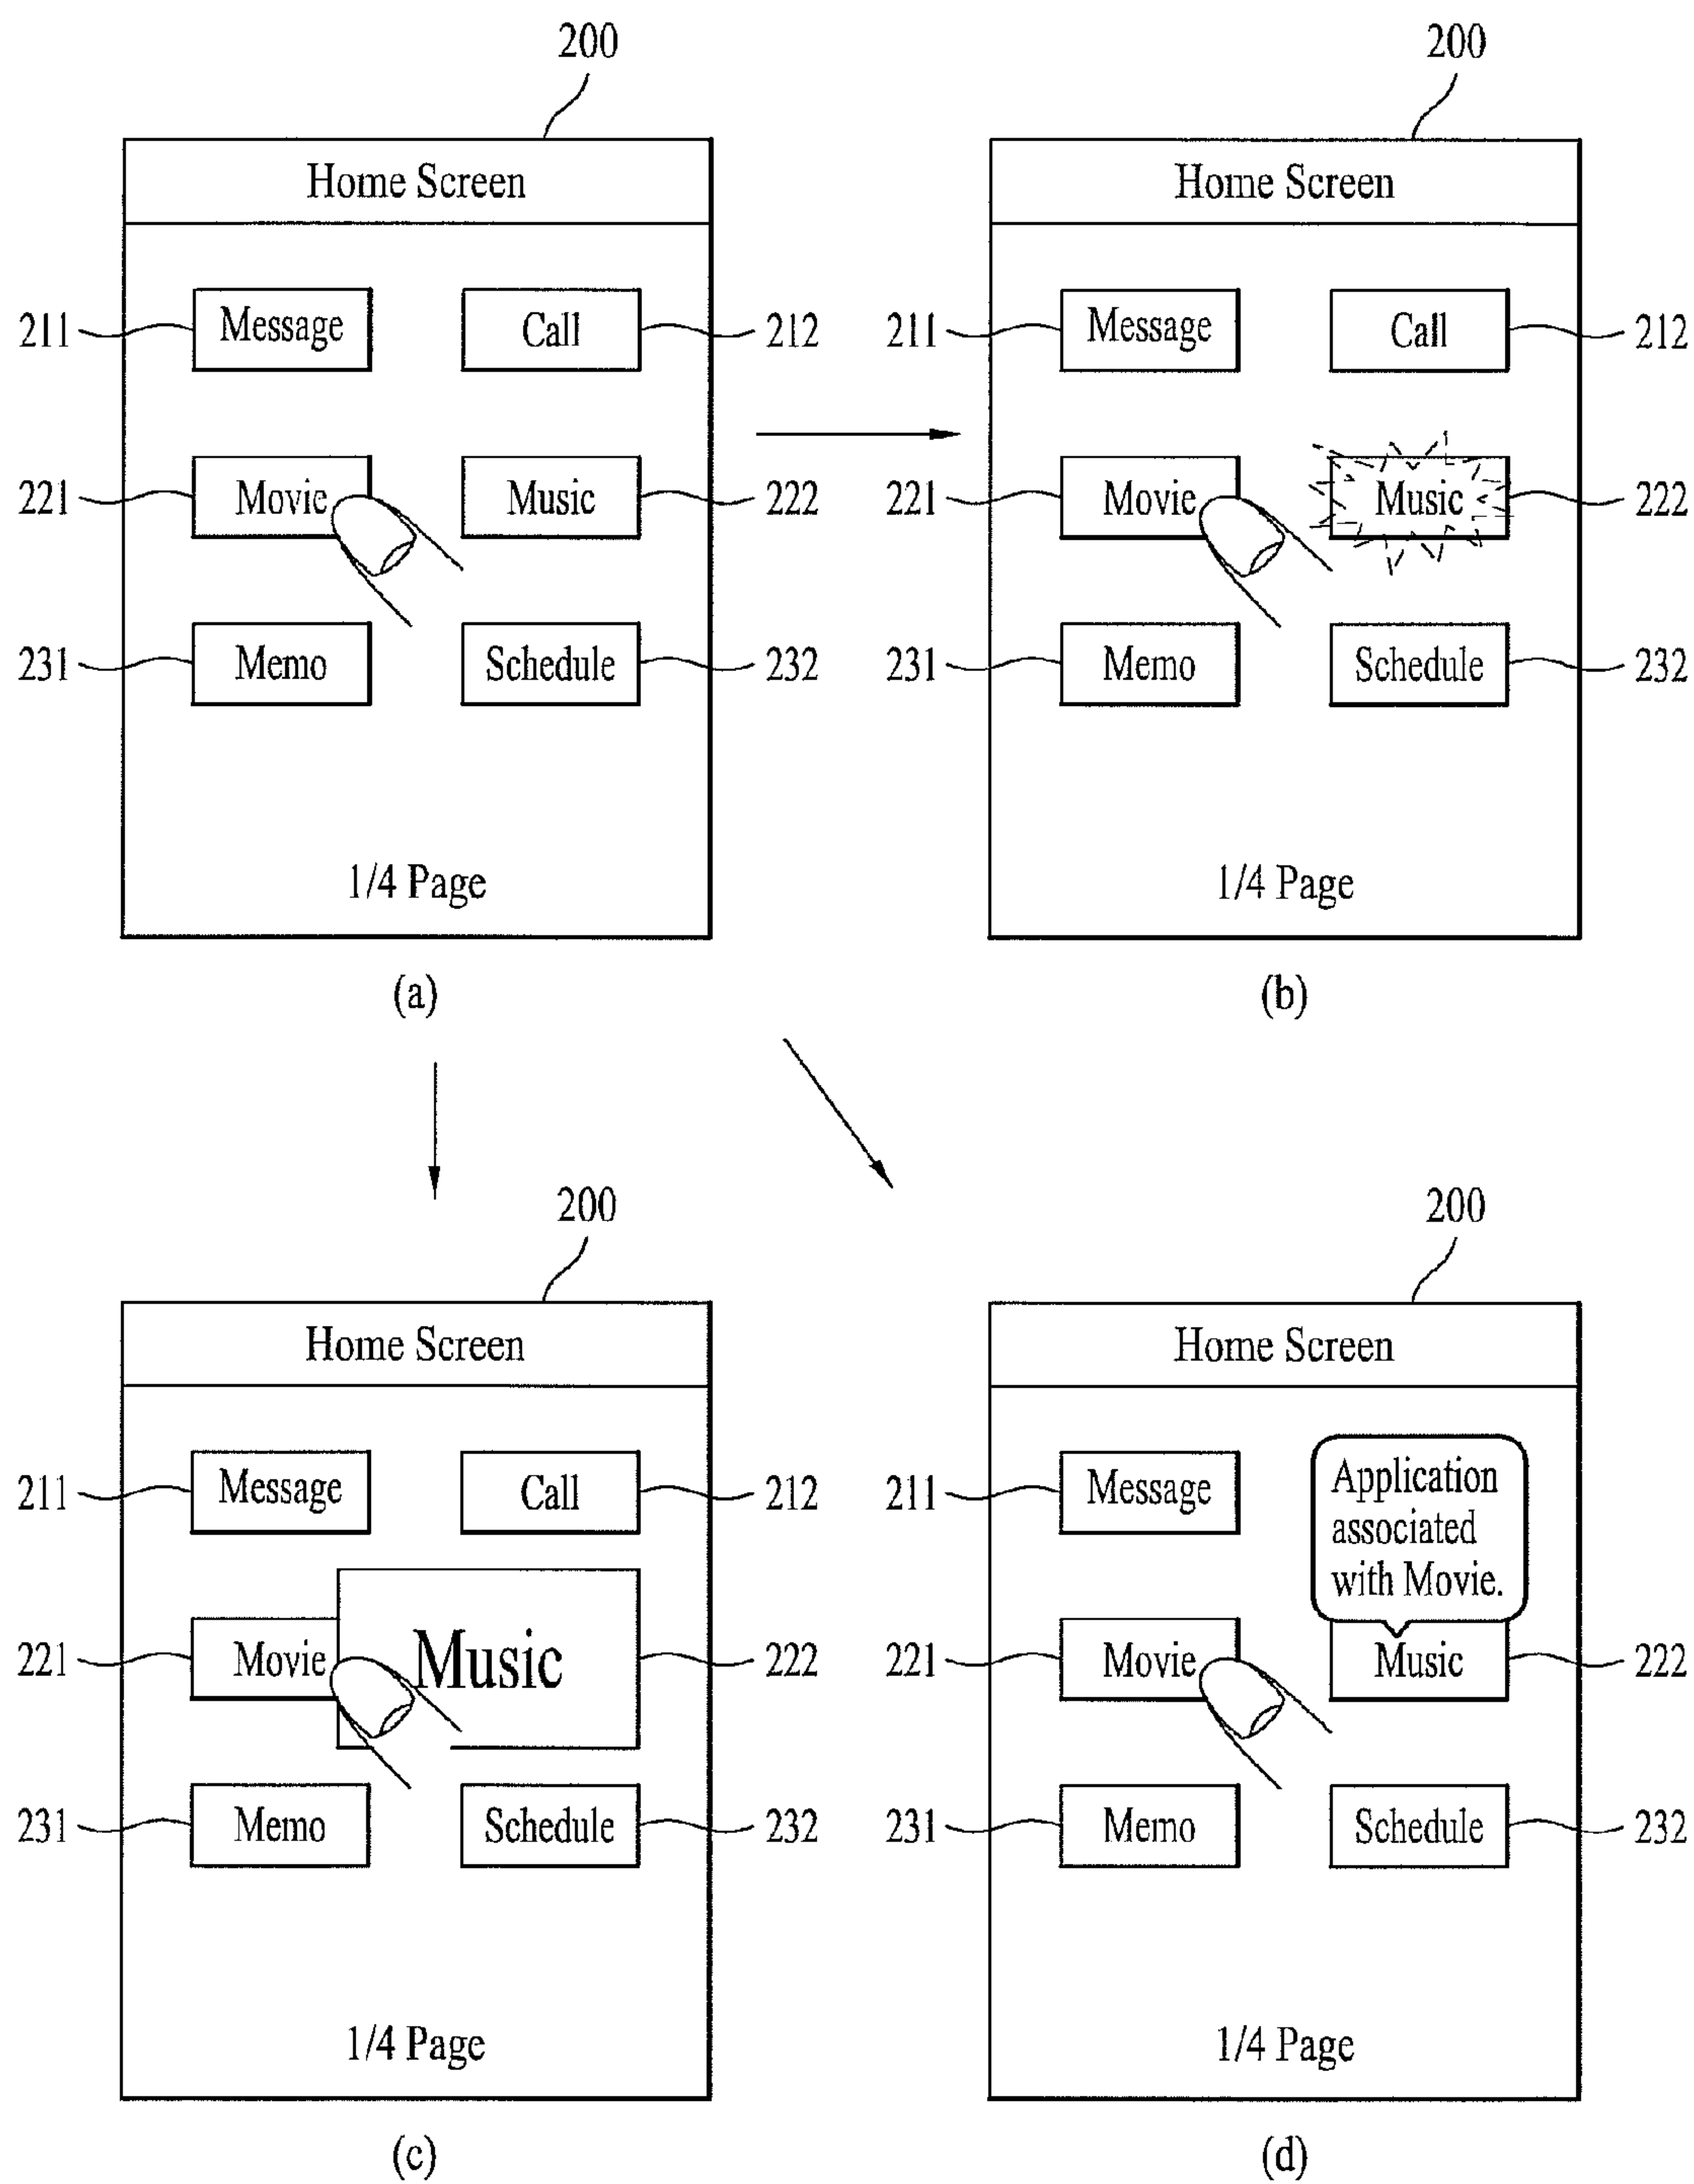 200
200
Home Screen
Home Screen
211
Message
Call
212
211
Message
Call
212
221
Movie
Music
222
221
Movie
Music
222
231
Memo
Schedule
232
231
Memo
Schedule
232
1/4 Page
1/4 Page
(a)
(b)
200
200
Home Screen
Home Screen
211
Message
Call
212
211
Message
Application
associated
with Movie.
221
Movie
Music
222
221
Movie
Music
222
231
Memo
Schedule
232
231
Memo
Schedule
232
1/4 Page
1/4 Page
(c)
(d)